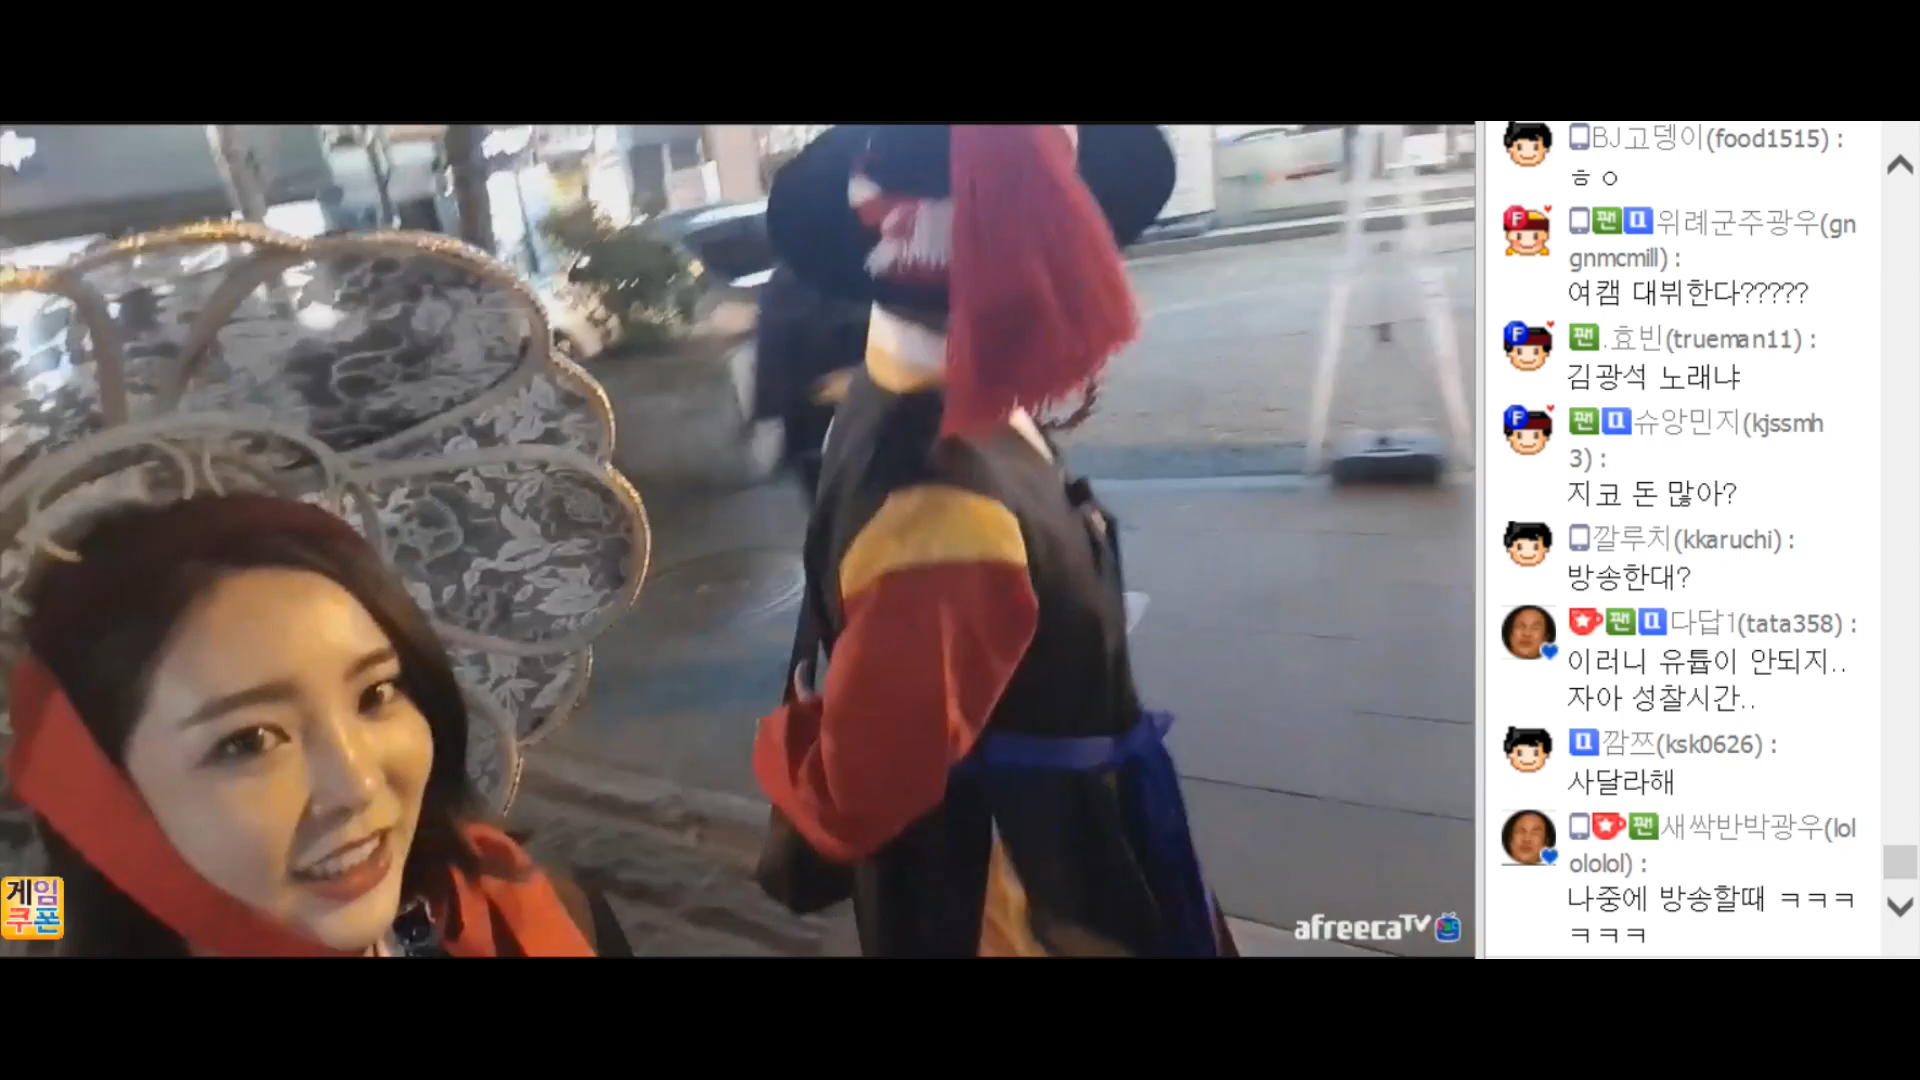 BJ고뎅이(food1515) :
ㅎㅇ
팬 위례군주광우(gn
gnmcmill) :
여캠 대뷔한다?????
팬 .효빈(trueman11) :
김광석 노래냐
팬 슈앙민지(kjssmh
3) :
지코 돈 많아?
깔루치(kkaruchi) :
방송한대?
팬 다답1(tata358) :
이러니 유튭이 안되지..
자아 성찰시간..
깜쯔(ksk0626) :
사달라해
팬 새싹반박광우(lol
ololol) :
나중에 방송할때 ㅋㅋㅋ
ㅋㅋㅋ
게임
쿠폰
afreecaTV